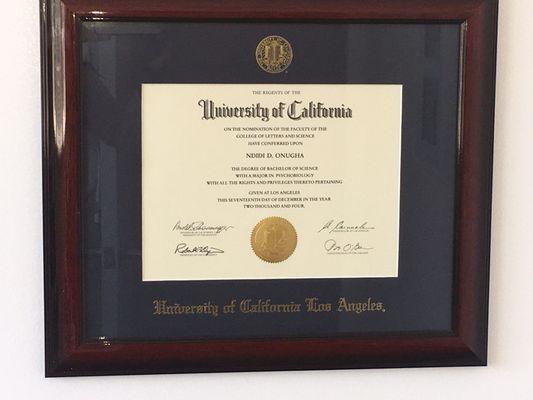 THE REGENTS OF THE
University of California
ON THE NOMINATION OF THE FACULTY OF THE
COLLEGE OF LETTERS AND SCIENCE
HAVE CONFERRED UPON
NDIDI D. ONUGHA
THE DEGREE OF BACHELOR OF SCIENCE
WITH A MAJOR IN PSYCHOBIOLOGY
WITH ALL THE RIGHTS AND PRIVILEGES THERETO PERTAINING
GIVEN AT LOS ANGELES
THIS SEVENTEENTH DAY OF DECEMBER IN THE YEAR
TWO THOUSAND AND FOUR.
University of California Los Angeles